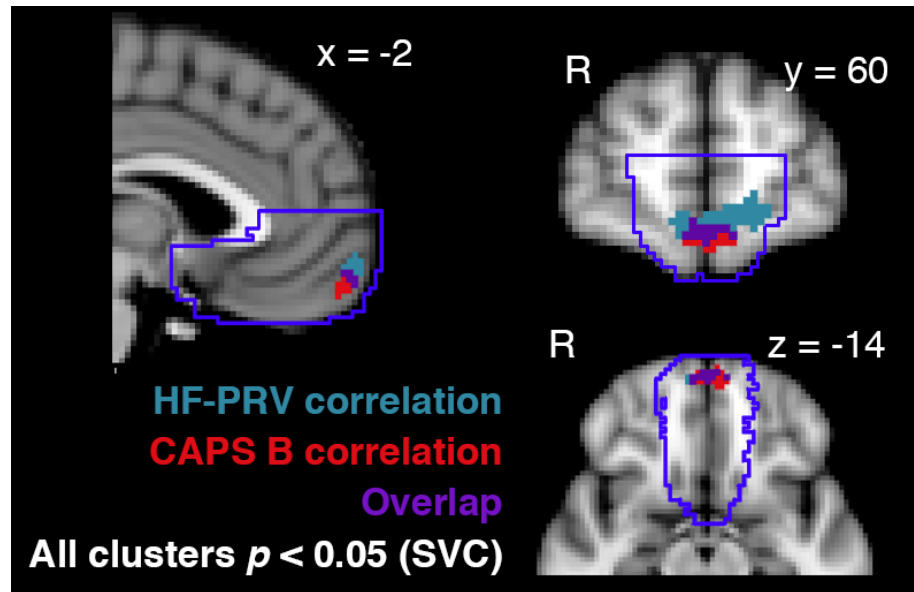 x = -2
R
y = 60
R
z = -14
HF-PRV correlation
CAPS B correlation
Overlap
All clusters p < 0.05 (SVC)